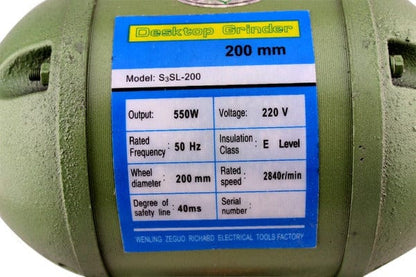 Desktop Grinder
200 mm
Model: S3SL-200
Output: 550W Voltage: 220 V
Rated Frequency: 50 Hz Insulation Class E Level
Wheel diameter: 200 mm Rated speed: 2840r/min
Degree of safety line: 40ms Serial number:
WENLING ZEGUO RICHABD ELECTRICAL TOOLS FACTORY